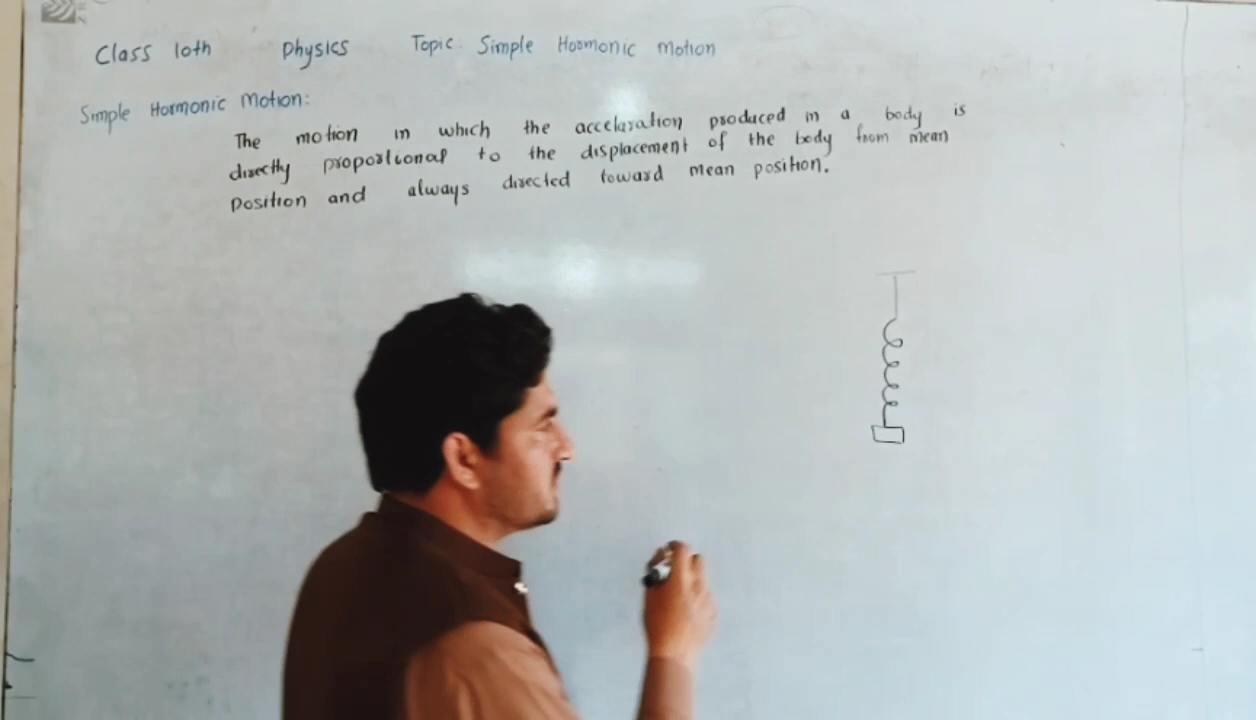 Class 10th Physics Topic: Simple Hormonic Motion
Simple Hormonic Motion:
The motion in which the acceleration produced in a body is
directly proportional to the displacement of the body from mean
position and always directed toward mean position.